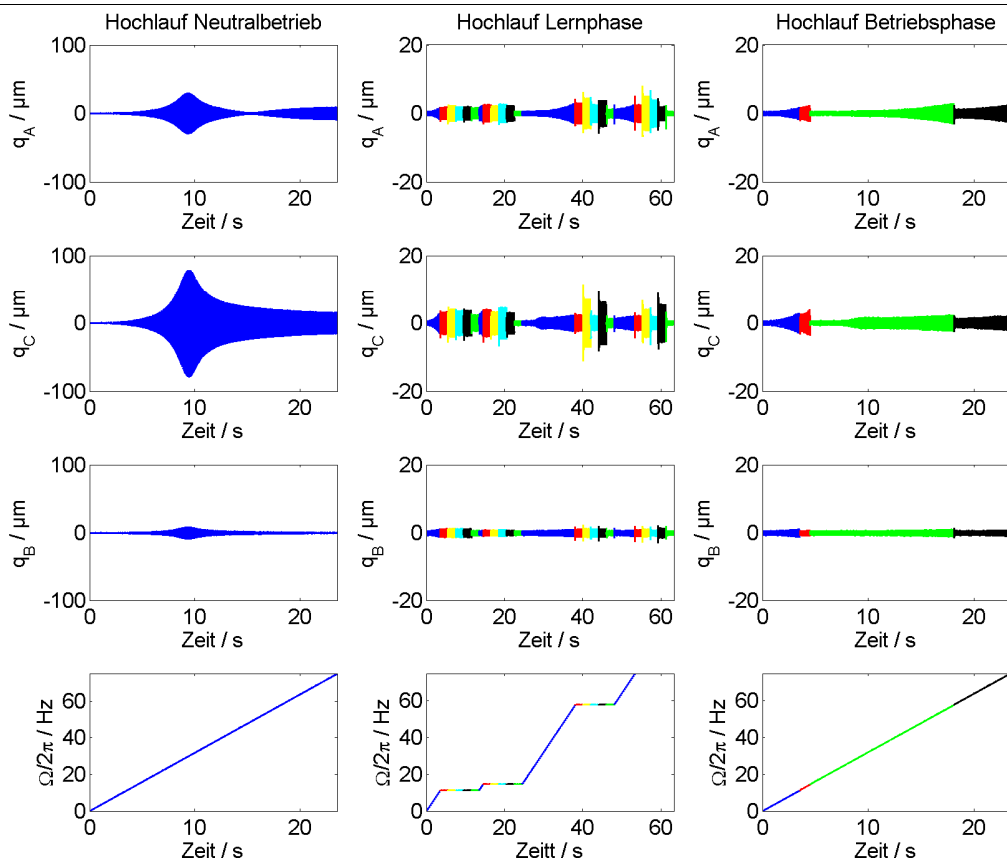 Hochlauf Neutralbetrieb
Hochlauf Lernphase
Hochlauf Betriebsphase
100
0
-100
q_A / µm
0
10
20
Zeit / s
20
0
-20
q_A / µm
0
20
40
60
Zeit / s
20
0
-20
q_A / µm
0
10
20
Zeit / s
100
0
-100
q_C / µm
0
10
20
Zeit / s
20
0
-20
q_C / µm
0
20
40
60
Zeit / s
20
0
-20
q_C / µm
0
10
20
Zeit / s
100
0
-100
q_B / µm
0
10
20
Zeit / s
20
0
-20
q_B / µm
0
20
40
60
Zeit / s
20
0
-20
q_B / µm
0
10
20
Zeit / s
60
40
20
0
Ω/2π / Hz
0
10
20
Zeit / s
60
40
20
0
Ω/2π / Hz
0
20
40
60
Zeitt / s
60
40
20
0
Ω/2π / Hz
0
10
20
Zeit / s